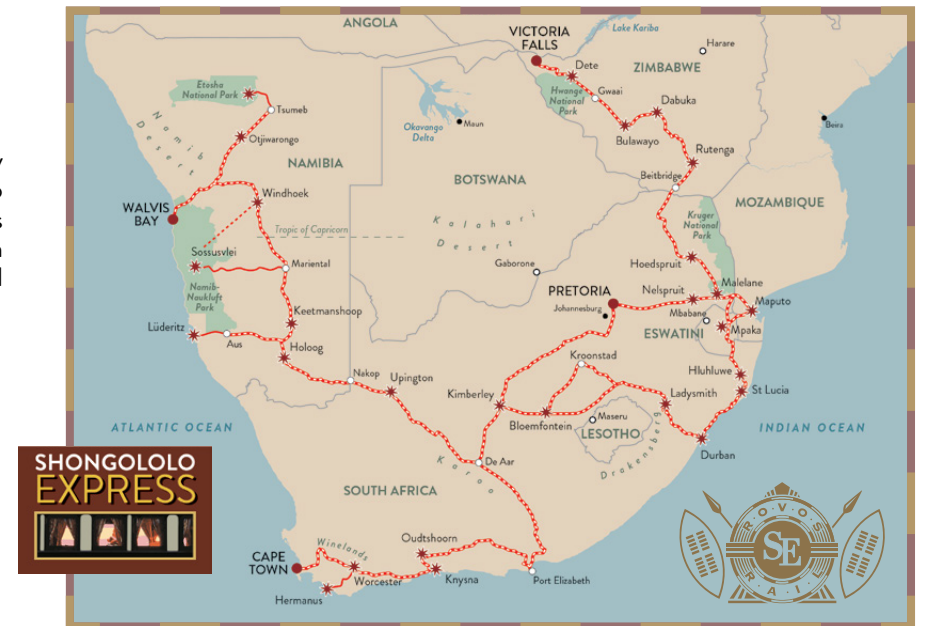 ANGOLA
VICTORIA
FALLS
Lake Kariba
Harare
ZIMBABWE
Dete
Etosha
National Park
Hwange
National
Park
Gwaai
Dabuka
Tsumeb
Okavango
Delta
Maun
Beira
Namib
Desert
Otjiwarongo
Bulawayo
Rutenga
NAMIBIA
BOTSWANA
Beitbridge
Windhoek
WALVIS
BAY
MOZAMBIQUE
Kalahari
Desert
Kruger
National
Park
Tropic of Capricorn
Sossusvlei
Mariental
Gaborone
Hoedspruit
Namib-
Naukluft
Park
PRETORIA
Nelspruit
Malelane
Johannesburg
Mbabane
Maputo
Keetmanshoop
Lüderitz
Aus
ESWATINI
Mpaka
Holoog
Kroonstad
Nakop
Upington
Hluhluwe
Kimberley
Ladysmith
St Lucia
Bloemfontein
Maseru
LESOTHO
Drakensberg
ATLANTIC OCEAN
INDIAN OCEAN
Durban
De Aar
Karoo
SHONGOLOLO
EXPRESS
SOUTH AFRICA
ROVOS
SE
RAIL
Oudtshoorn
Winelands
CAPE
TOWN
Worcester
Knysna
Port Elizabeth
Hermanus